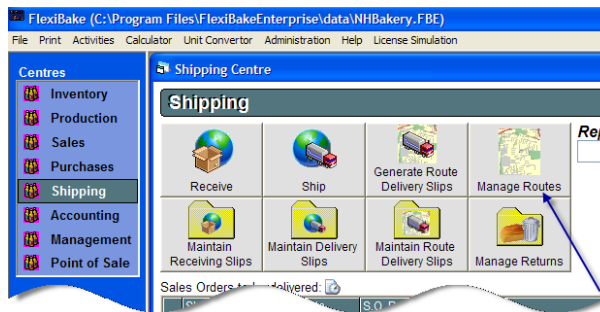 FlexiBake (C:\Program Files\FlexiBakeEnterprise\data\NHBakery.FBE)
File Print Activities Calculator Unit Convertor Administration Help License Simulation
Centres
Inventory
Production
Sales
Purchases
Shipping
Accounting
Management
Point of Sale
Shipping Centre
Shipping
Receive
Ship
Generate Route
Delivery Slips
Manage Routes
Maintain
Receiving Slips
Maintain Delivery
Slips
Maintain Route
Delivery Slips
Manage Returns
Sales Orders to be delivered: